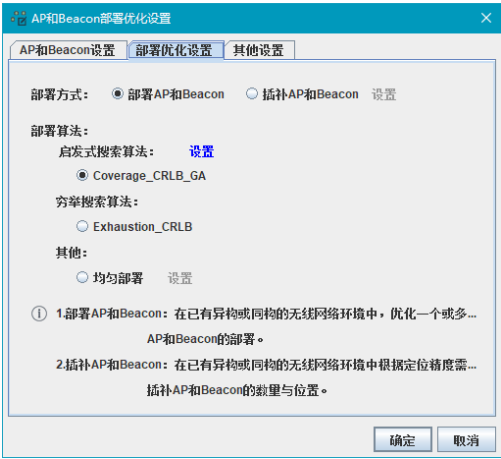 AP和Beacon部署优化设置
AP和Beacon设置 部署优化设置 其他设置
部署方式： 部署AP和Beacon 插补AP和Beacon 设置
部署算法：
启发式搜索算法： 设置
Coverage_CRLB_GA
穷举搜索算法：
Exhaustion_CRLB
其他：
均匀部署 设置
1.部署AP和Beacon：在已有异构或同构的无线网络环境中，优化一个或多...
AP和Beacon的部署。
2.插补AP和Beacon：在已有异构或同构的无线网络环境中根据定位精度需...
插补AP和Beacon的数量与位置。
确定 取消